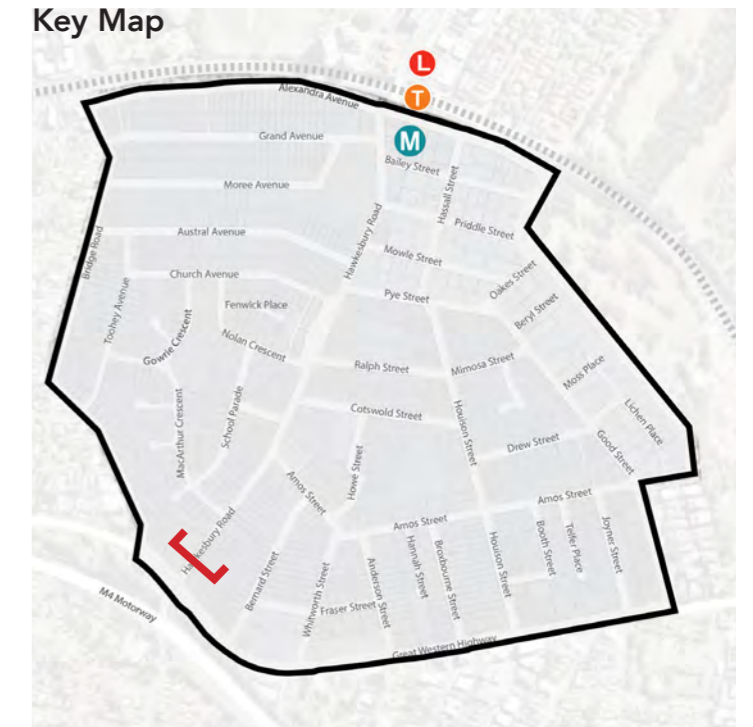 Key Map
L
T
M
Alexandra Avenue
Grand Avenue
Bailey Street
Hassall Street
Moree Avenue
Priddle Street
Hawkesbury Road
Austral Avenue
Mowle Street
Bridge Road
Church Avenue
Oakes Street
Pye Street
Toohey Avenue
Fenwick Place
Beryl Street
Gowrie Crescent
Nolan Crescent
Ralph Street
Mimosa Street
Moss Place
MacArthur Crescent
School Parade
Cotswold Street
Houison Street
Lichen Place
Drew Street
Good Street
Howe Street
Amos Street
Amos Street
Amos Street
Hawkesbury Road
Bernard Street
Whitworth Street
Anderson Street
Hannah Street
Broxbourne Street
Houison Street
Booth Street
Telfer Place
Joyner Street
M4 Motorway
Fraser Street
Great Western Highway